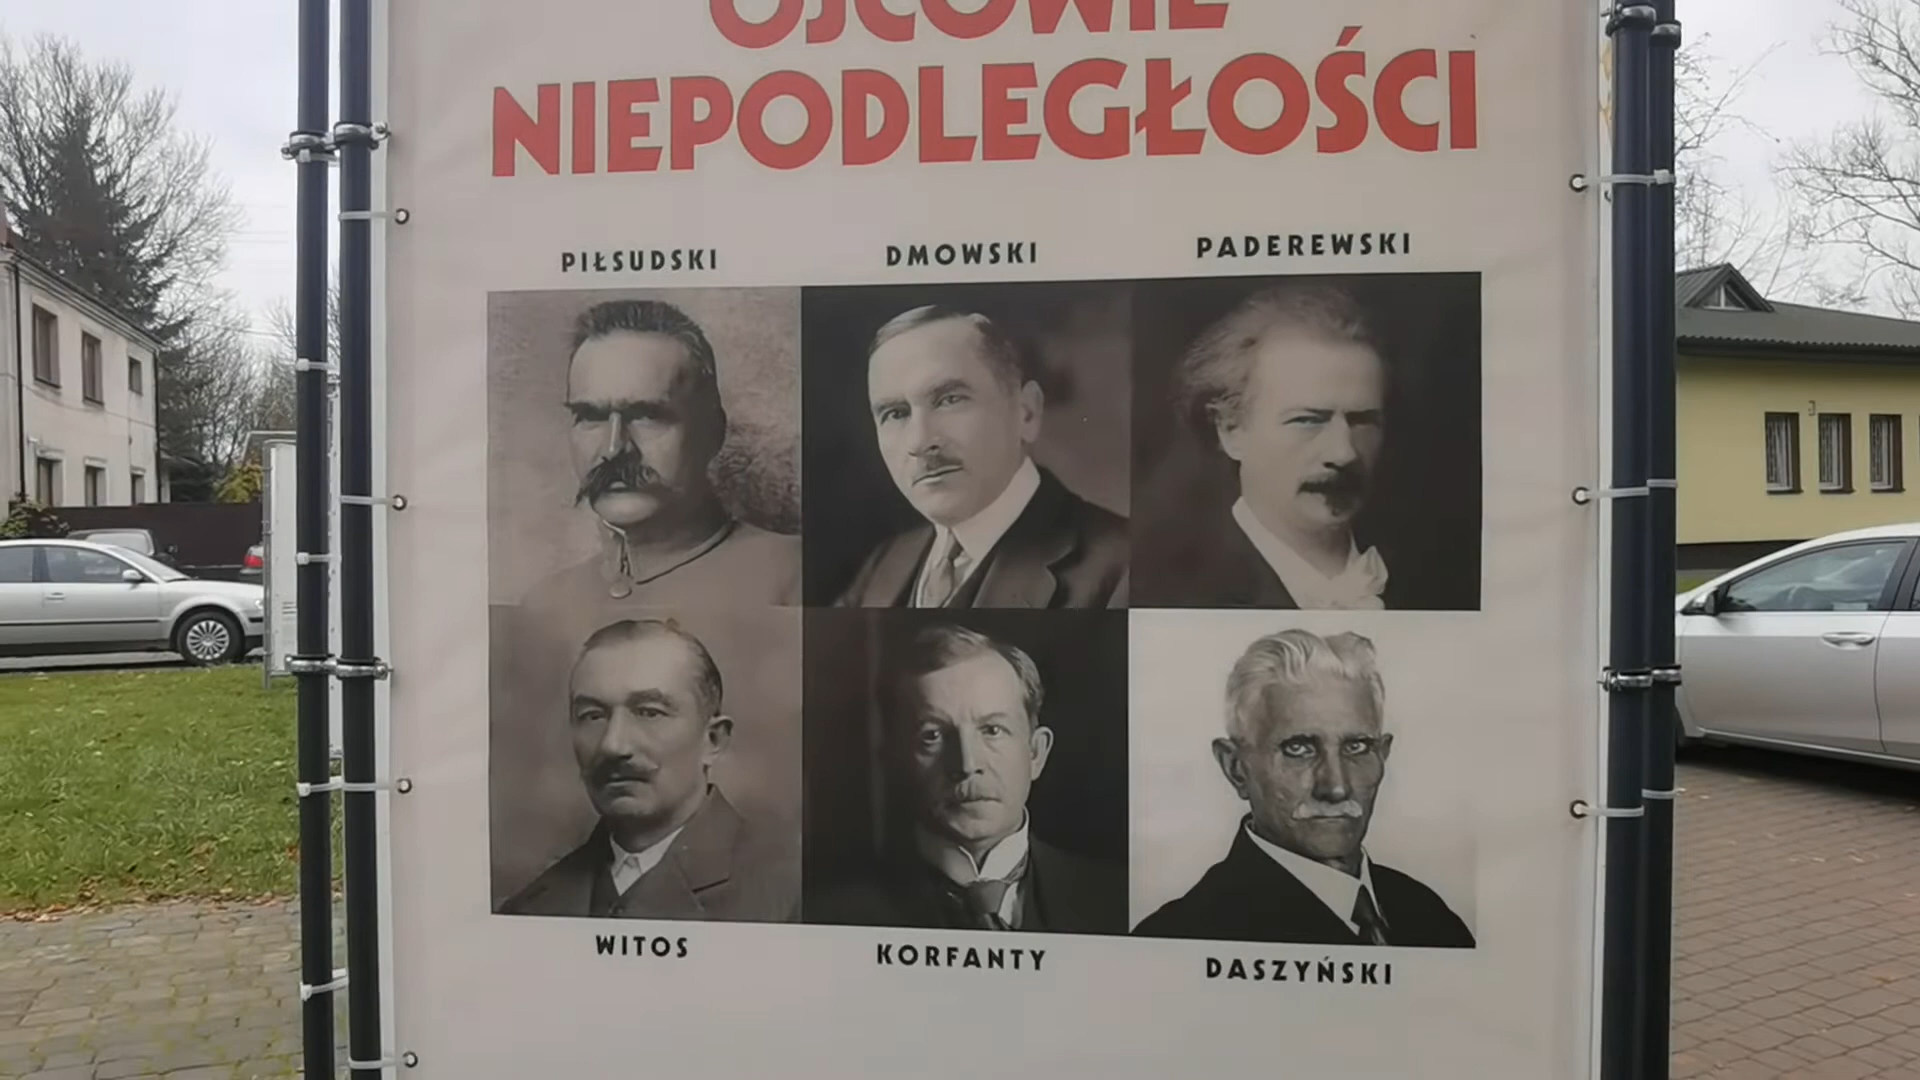 OJCOWIE
NIEPODLEGŁOŚCI
PIŁSUDSKI
DMOWSKI
PADEREWSKI
WITOS
KORFANTY
DASZYŃSKI